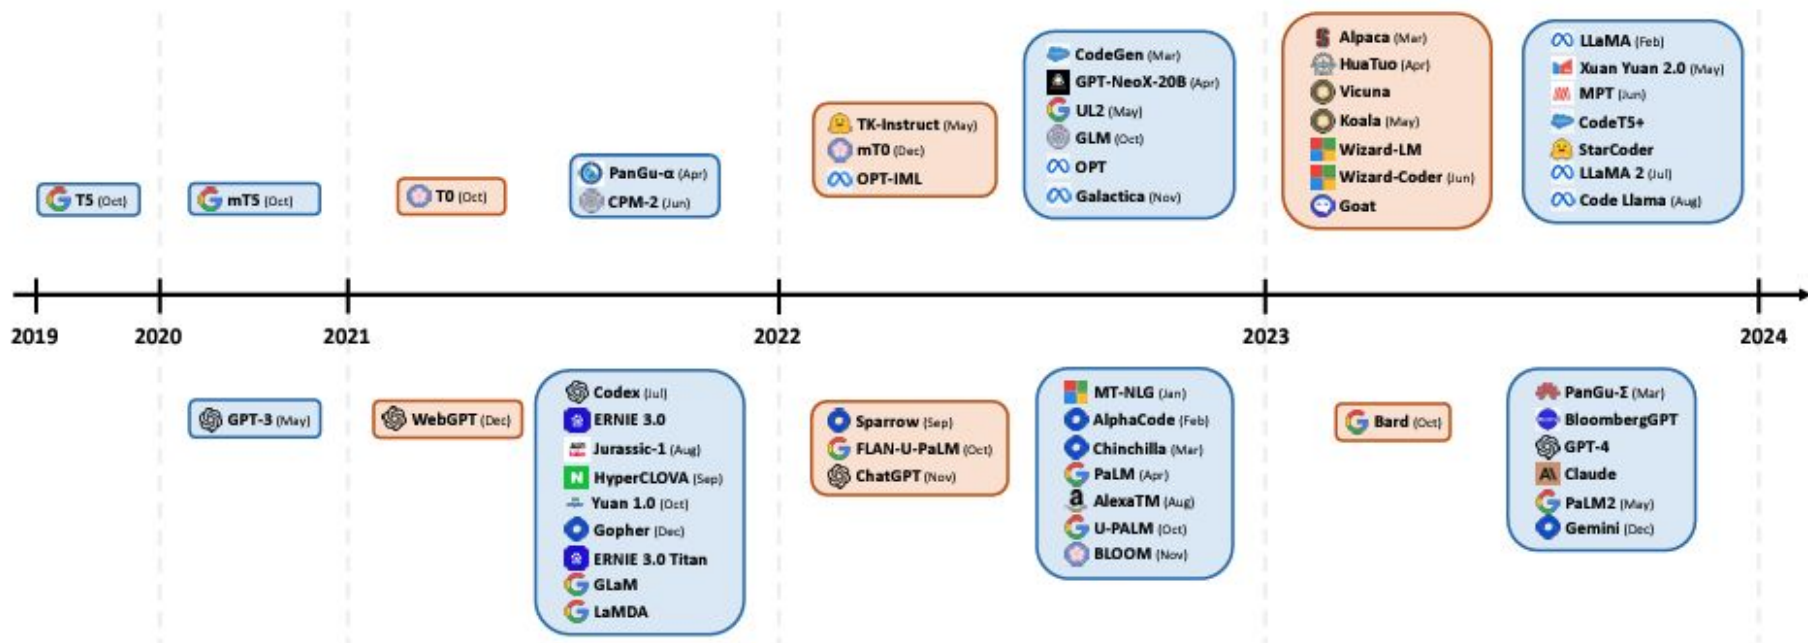 T5 (Oct)
mT5 (Oct)
T0 (Oct)
PanGu-α (Apr)
CPM-2 (Jun)
TK-Instruct (May)
mT0 (Dec)
OPT-IML
CodeGen (Mar)
GPT-NeoX-20B (Apr)
UL2 (May)
GLM (Oct)
OPT
Galactica (Nov)
Alpaca (Mar)
HuaTuo (Apr)
Vicuna
Koala (May)
Wizard-LM
Wizard-Coder (Jun)
Goat
LLaMA (Feb)
Xuan Yuan 2.0 (May)
MPT (Jun)
CodeT5+
StarCoder
LLaMA 2 (Jul)
Code Llama (Aug)
2019 2020 2021 2022 2023 2024
GPT-3 (May)
WebGPT (Dec)
Codex (Jul)
ERNIE 3.0
Jurassic-1 (Aug)
HyperCLOVA (Sep)
Yuan 1.0 (Oct)
Gopher (Dec)
ERNIE 3.0 Titan
GLaM
LaMDA
Sparrow (Sep)
FLAN-U-PaLM (Oct)
ChatGPT (Nov)
MT-NLG (Jan)
AlphaCode (Feb)
Chinchilla (Mar)
PaLM (Apr)
AlexaTM (Aug)
U-PALM (Oct)
BLOOM (Nov)
Bard (Oct)
PanGu-Σ (Mar)
BloombergGPT
GPT-4
Claude
PaLM2 (May)
Gemini (Dec)